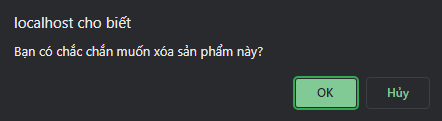 localhost cho biết
Bạn có chắc chắn muốn xóa sản phẩm này?
OK
Hủy